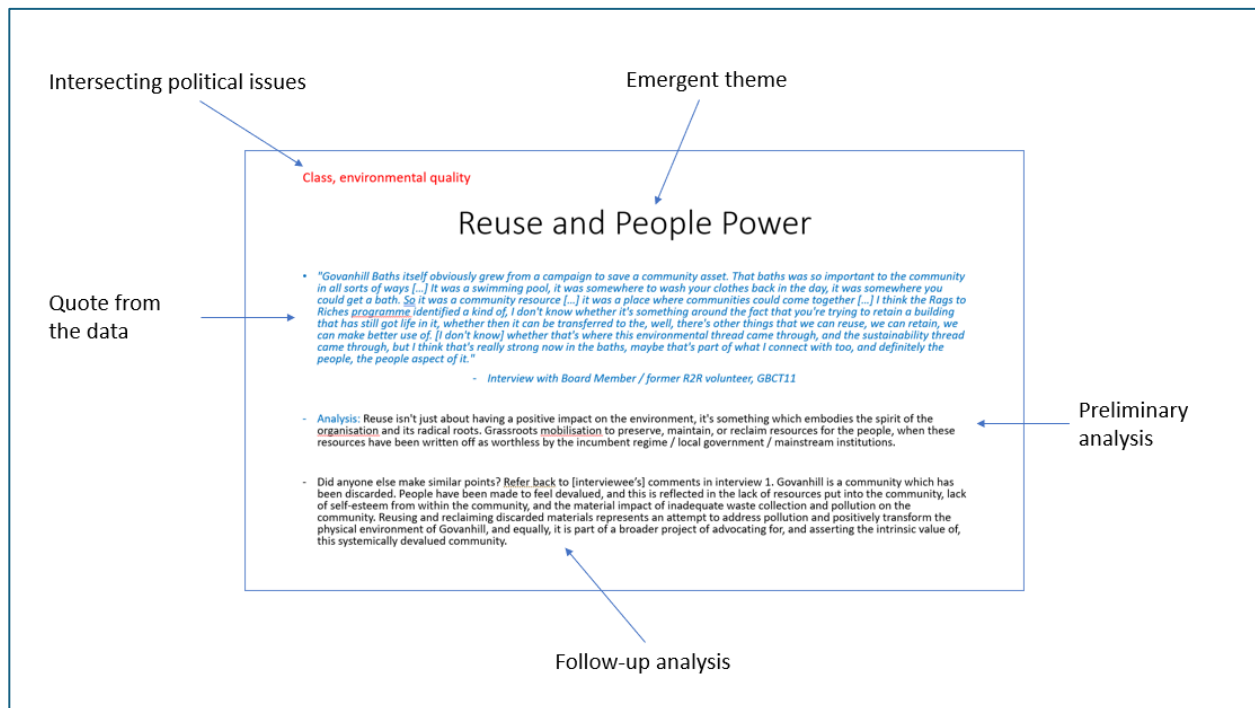 Intersecting political issues
Emergent theme
Class, environmental quality
Reuse and People Power
Quote from
the data
• "Govanhill Baths itself obviously grew from a campaign to save a community asset. That baths was so important to the community
in all sorts of ways […] It was a swimming pool, it was somewhere to wash your clothes back in the day, it was somewhere you
could get a bath. So it was a community resource […] it was a place where communities could come together […] I think the Rags to
Riches programme identified a kind of, I don't know whether it's something around the fact that you're trying to retain a building
that has still got life in it, whether then it can be transferred to the, well, there's other things that we can reuse, we can retain, we
can make better use of. [I don't know] whether that's where this environmental thread came through, and the sustainability thread
came through, but I think that's really strong now in the baths, maybe that's part of what I connect with too, and definitely the
people, the people aspect of it."
- Interview with Board Member / former R2R volunteer, GBCT11
- Analysis: Reuse isn't just about having a positive impact on the environment, it's something which embodies the spirit of the
organisation and its radical roots. Grassroots mobilisation to preserve, maintain, or reclaim resources for the people, when these
resources have been written off as worthless by the incumbent regime / local government / mainstream institutions.
Preliminary
analysis
- Did anyone else make similar points? Refer back to [interviewee's] comments in interview 1. Govanhill is a community which has
been discarded. People have been made to feel devalued, and this is reflected in the lack of resources put into the community, lack
of self-esteem from within the community, and the material impact of inadequate waste collection and pollution on the
community. Reusing and reclaiming discarded materials represents an attempt to address pollution and positively transform the
physical environment of Govanhill, and equally, it is part of a broader project of advocating for, and asserting the intrinsic value of,
this systemically devalued community.
Follow-up analysis